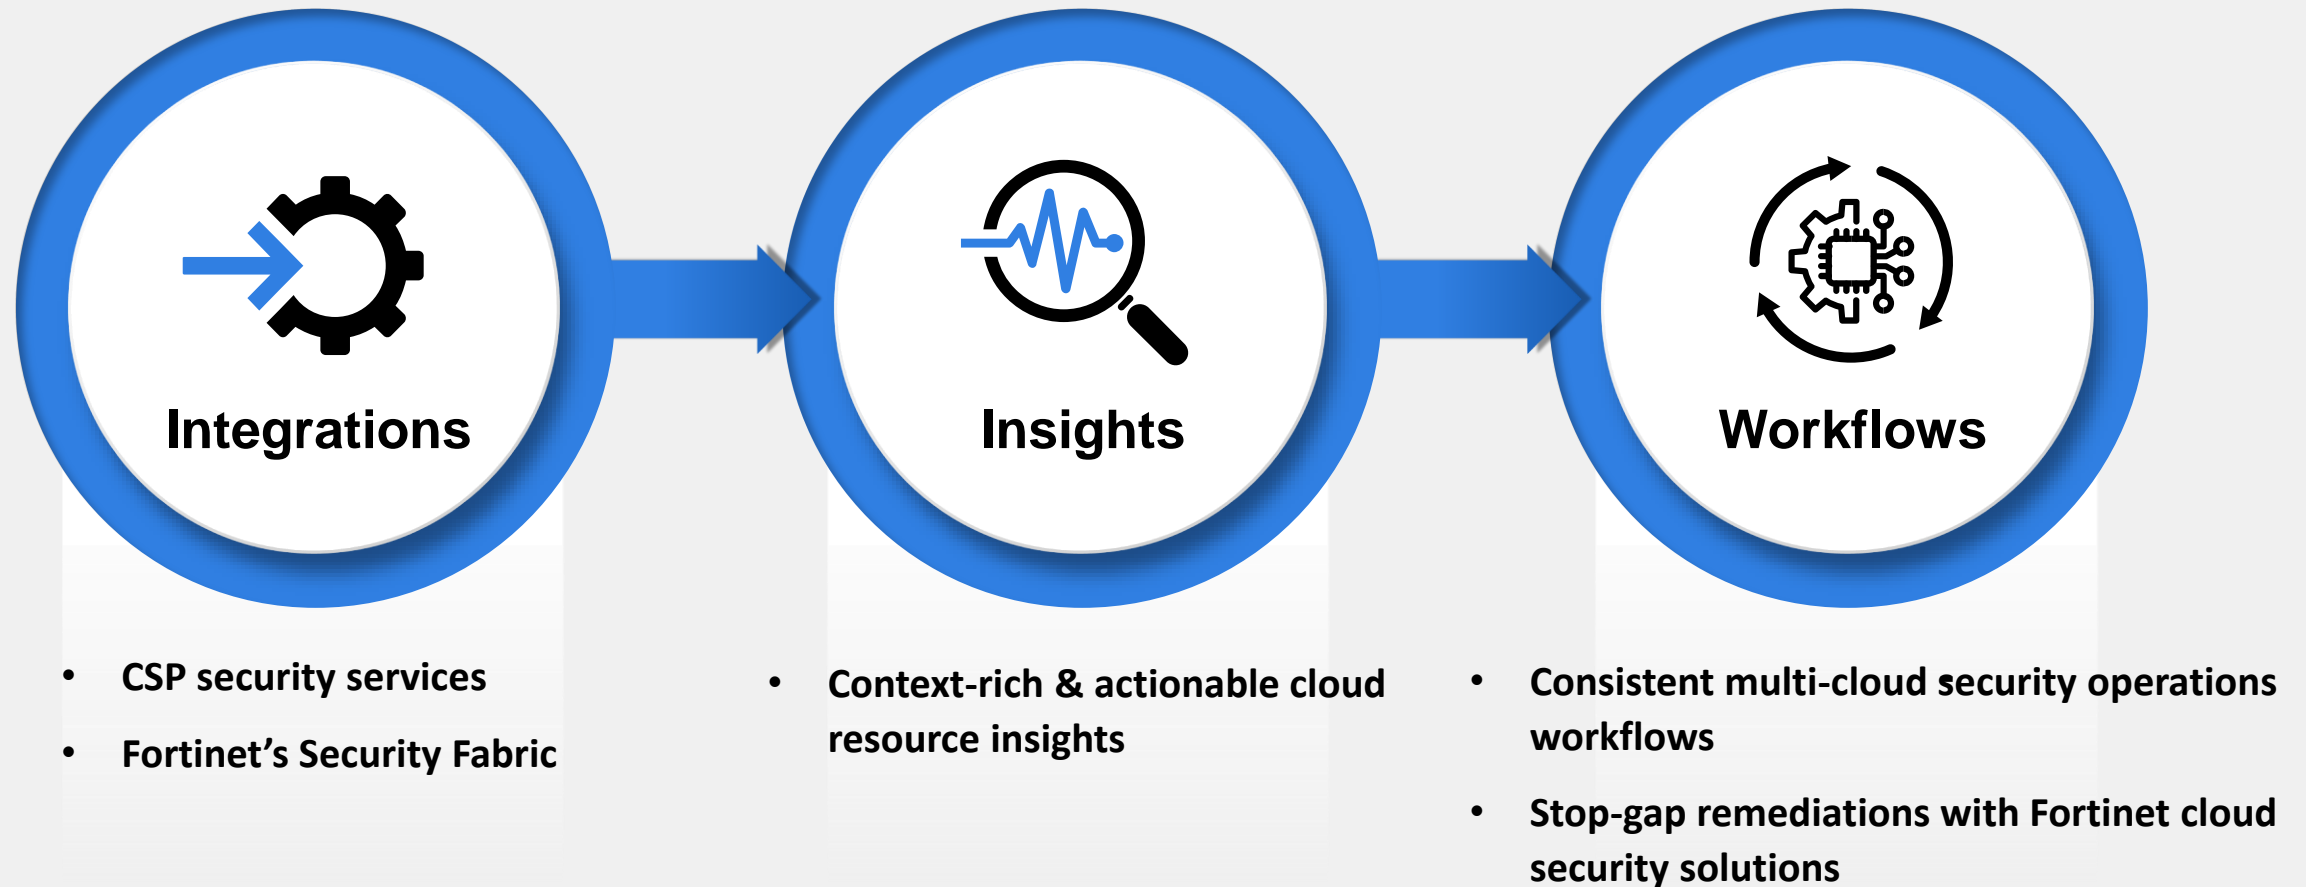 Integrations
• CSP security services
• Fortinet’s Security Fabric
Insights
• Context-rich & actionable cloud
resource insights
Workflows
• Consistent multi-cloud security operations
workflows
• Stop-gap remediations with Fortinet cloud
security solutions